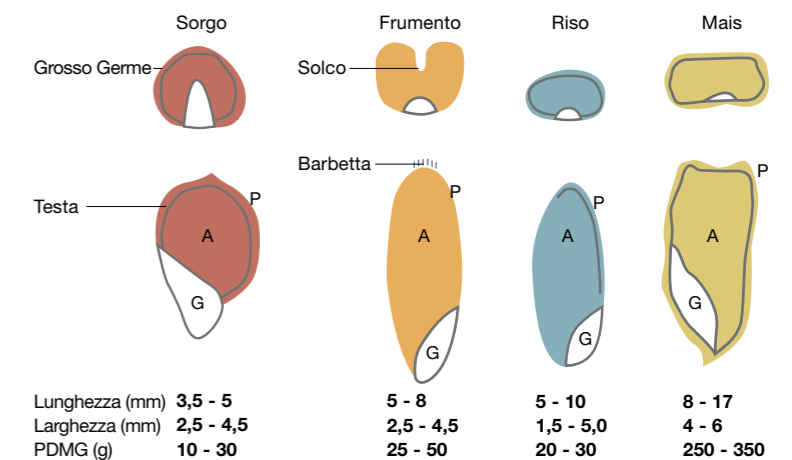 Sorgo Frumento Riso Mais
Grosso Germe Solco
Barbetta
P P P P
Testa
A A A A
G G G G
Lunghezza (mm) 3,5 - 5 5 - 8 5 - 10 8 - 17
Larghezza (mm) 2,5 - 4,5 2,5 - 4,5 1,5 - 5,0 4 - 6
PDMG (g) 10 - 30 25 - 50 20 - 30 250 - 350